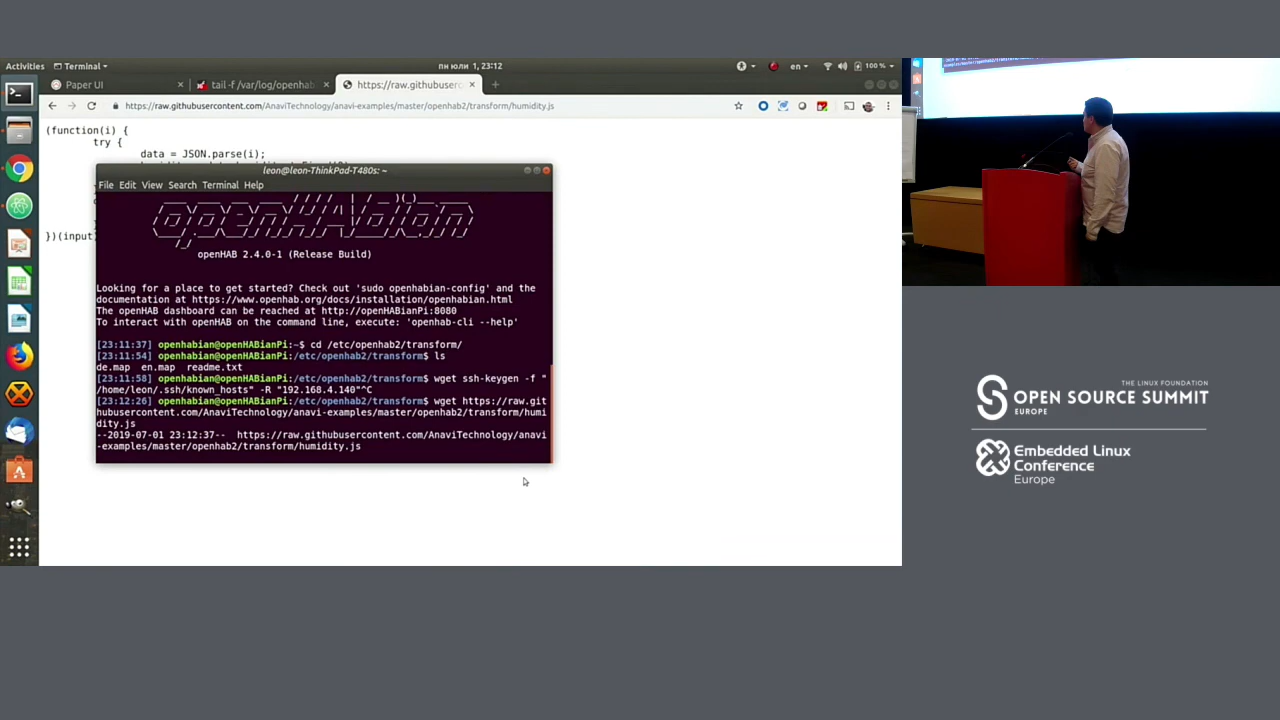 Activities
Terminal
пн юли 1, 23:12
en
100 %
Paper UI
tail -f /var/log/openhab
https://raw.githubusercon
https://raw.githubusercontent.com/AnaviTechnology/anavi-examples/master/openhab2/transform/humidity.js
(function(i) {
try {
data = JSON.parse(i);
})(input)
leon@leon-ThinkPad-T480s: ~
File Edit View Search Terminal Help
openHABian
openHAB 2.4.0-1 (Release Build)
Looking for a place to get started? Check out 'sudo openhabian-config' and the
documentation at https://www.openhab.org/docs/installation/openhabian.html
The openHAB dashboard can be reached at http://openHABianPi:8080
To interact with openHAB on the command line, execute: 'openhab-cli --help'
[23:11:37] openhabian@openHABianPi:~$ cd /etc/openhab2/transform/
[23:11:54] openhabian@openHABianPi:/etc/openhab2/transform$ ls
de.map en.map readme.txt
[23:11:58] openhabian@openHABianPi:/etc/openhab2/transform$ wget ssh-keygen -f "
/home/leon/.ssh/known_hosts" -R "192.168.4.140"^C
[23:12:26] openhabian@openHABianPi:/etc/openhab2/transform$ wget https://raw.git
hubusercontent.com/AnaviTechnology/anavi-examples/master/openhab2/transform/humi
dity.js
--2019-07-01 23:12:37-- https://raw.githubusercontent.com/AnaviTechnology/anavi
-examples/master/openhab2/transform/humidity.js
THE LINUX FOUNDATION
OPEN SOURCE SUMMIT
EUROPE
Embedded Linux
Conference
Europe